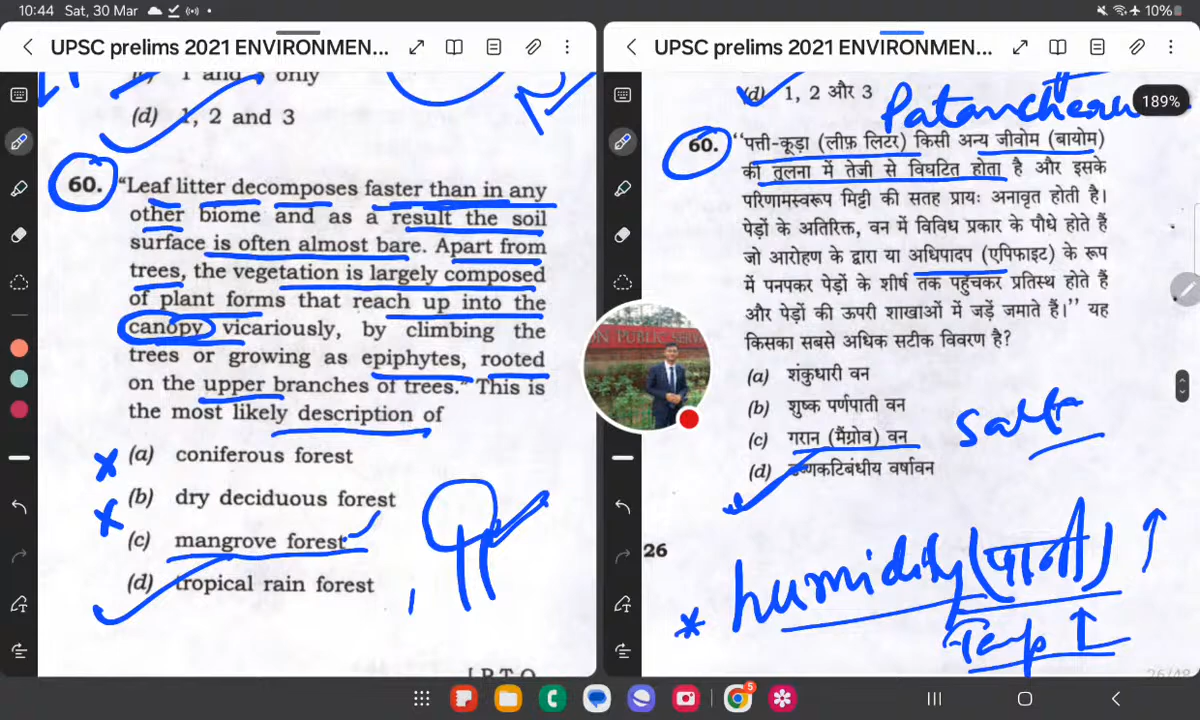 10:44 Sat, 30 Mar
10%
UPSC prelims 2021 ENVIRONMEN...
1 and 3 only
(d) 1, 2 and 3
60. "Leaf litter decomposes faster than in any
other biome and as a result the soil
surface is often almost bare. Apart from
trees, the vegetation is largely composed
of plant forms that reach up into the
canopy vicariously, by climbing the
trees or growing as epiphytes, rooted
on the upper branches of trees." This is
the most likely description of
(a) coniferous forest
(b) dry deciduous forest
(c) mangrove forest
(d) tropical rain forest
UPSC prelims 2021 ENVIRONMEN...
189%
(d) 1, 2 और 3
Patancheru
60. "पत्ती-कूड़ा (लीफ़ लिटर) किसी अन्य जीवोम (बायोम)
की तुलना में तेजी से विघटित होता है और इसके
परिणामस्वरूप मिट्टी की सतह प्रायः अनावृत होती है।
पेड़ों के अतिरिक्त, वन में विविध प्रकार के पौधे होते हैं
जो आरोहण के द्वारा या अधिपादप (एपिफाइट) के रूप
में पनपकर पेड़ों के शीर्ष तक पहुंचकर प्रतिस्थ होते हैं
और पेड़ों की ऊपरी शाखाओं में जड़ें जमाते हैं।" यह
किसका सबसे अधिक सटीक विवरण है?
(a) शंकुधारी वन
(b) शुष्क पर्णपाती वन
(c) गरान (मैंग्रोव) वन
(d) उष्णकटिबंधीय वर्षावन
Salt
26
humidity (पानी) ↑
Temp ↑
26/48
5